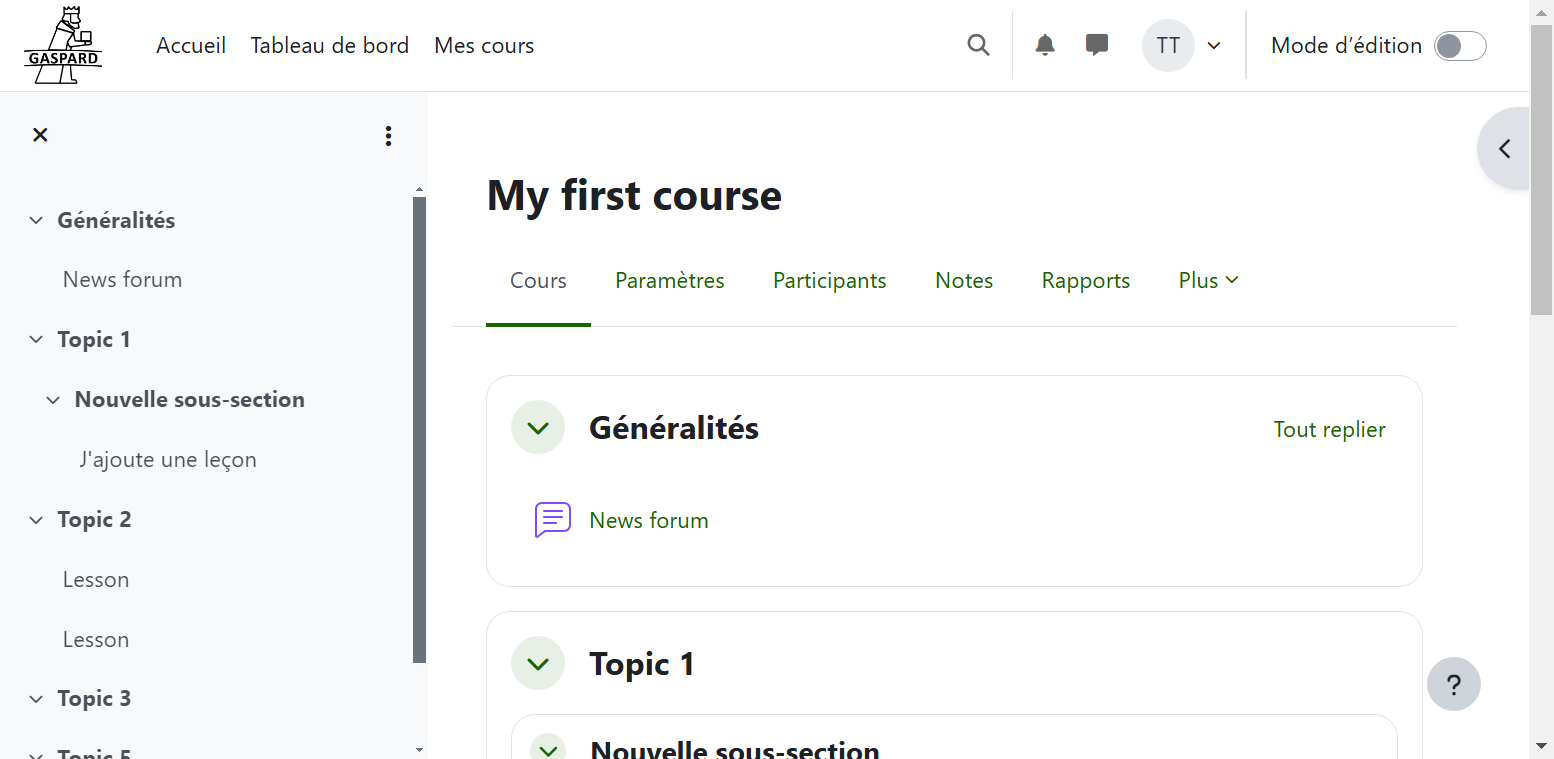 GASPARD
Accueil Tableau de bord Mes cours
TT
Mode d’édition
Généralités
News forum
Topic 1
Nouvelle sous-section
J'ajoute une leçon
Topic 2
Lesson
Lesson
Topic 3
Topic 5
My first course
Cours Paramètres Participants Notes Rapports Plus
Généralités
Tout replier
News forum
Topic 1
Nouvelle sous-section
?